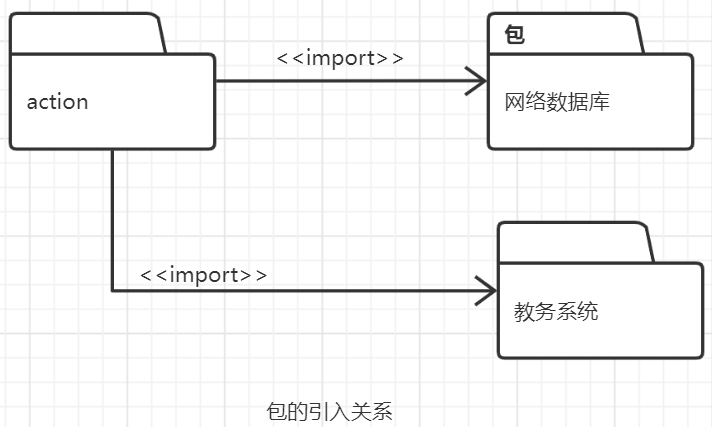 包
<<import>>
action
网络数据库
<<import>>
教务系统
包的引入关系